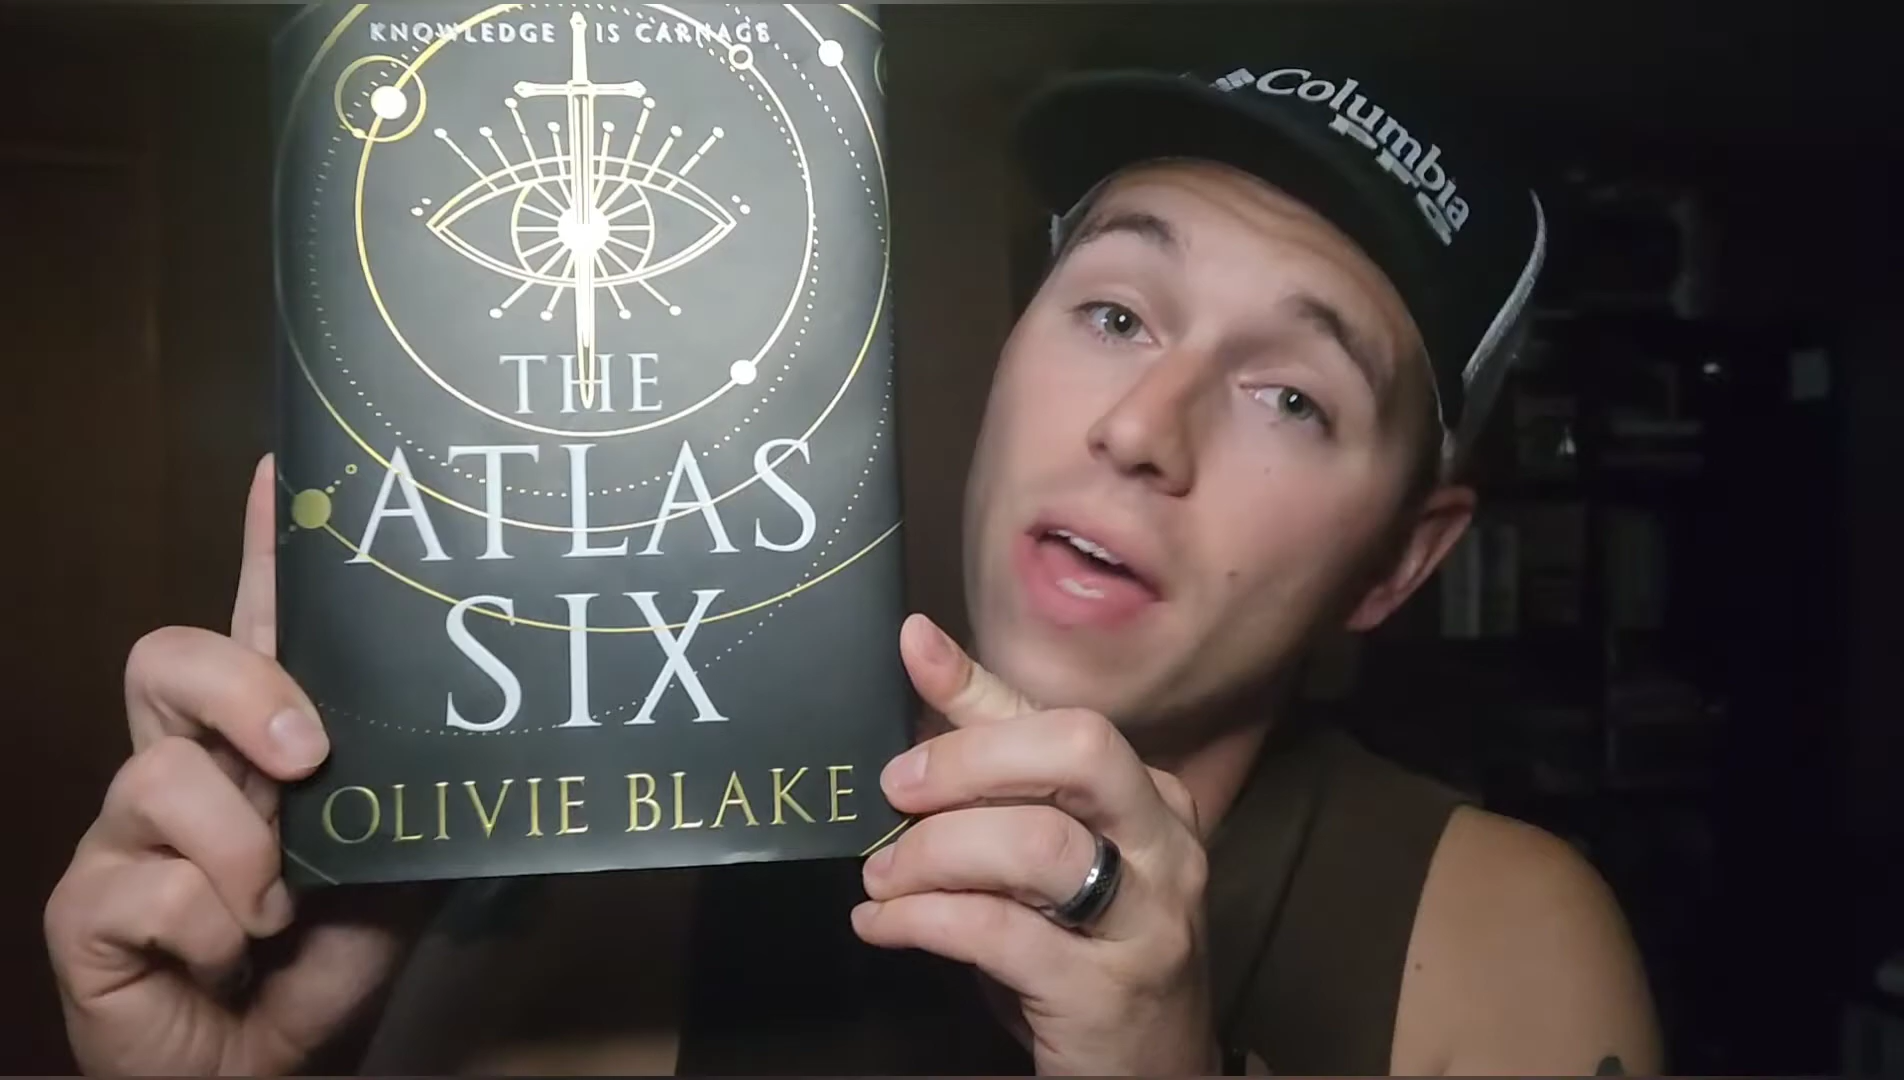 KNOWLEDGE IS CARNAGE
THE
ATLAS
SIX
OLIVIE BLAKE
Columbia